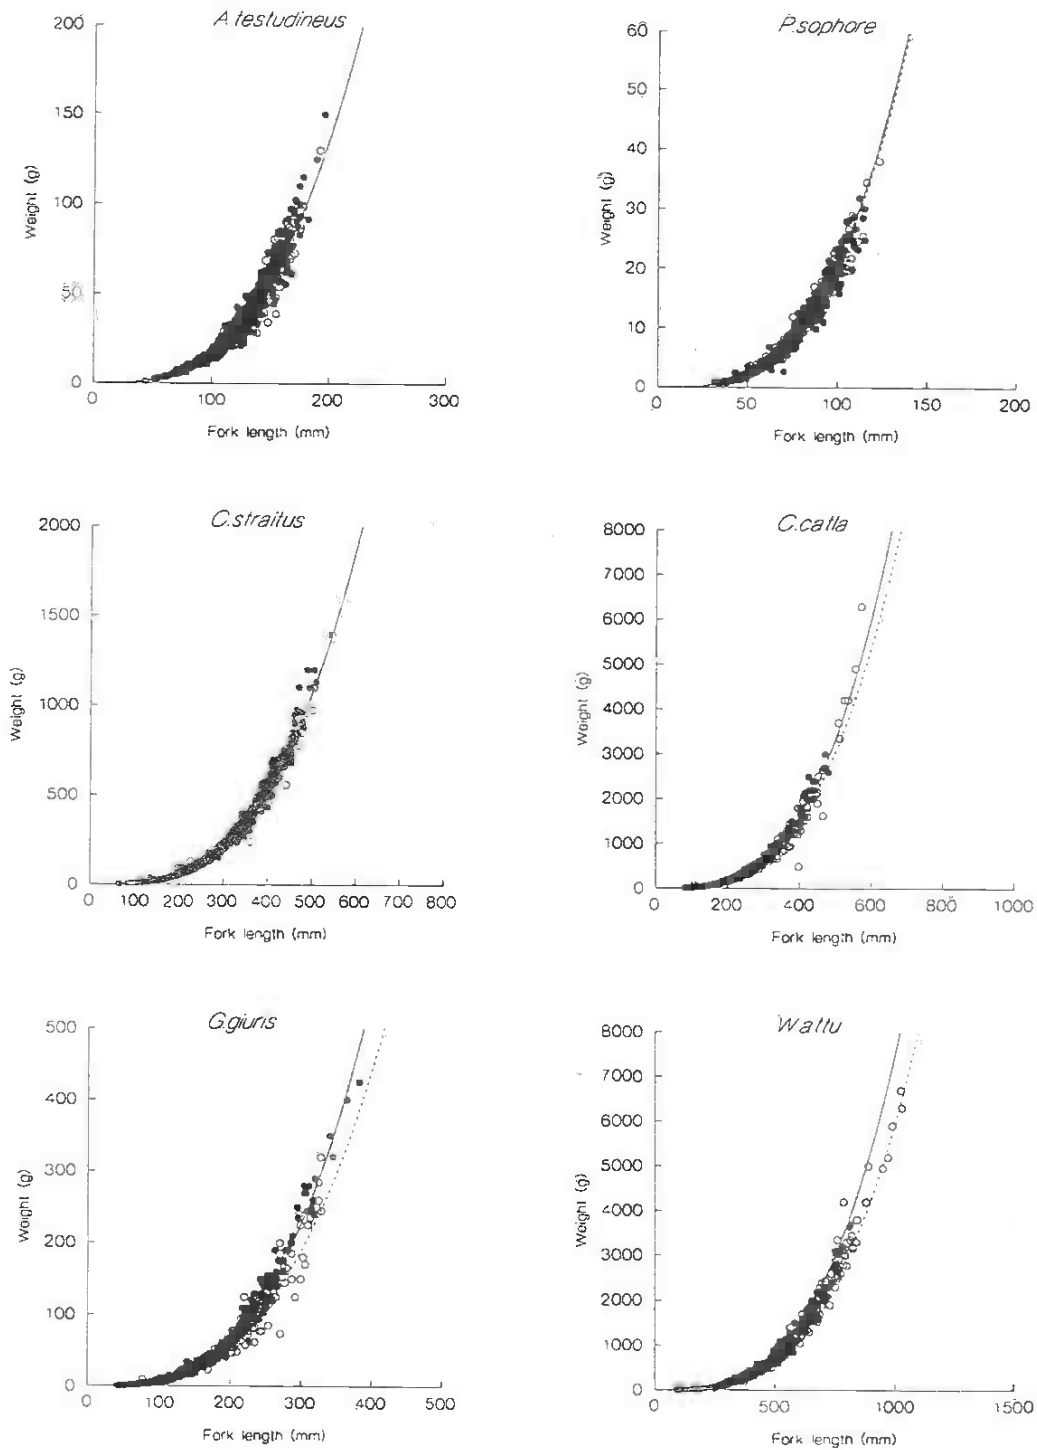 A.testudineus
Weight (g)
200
150
100
50
0
0 100 200 300
Fork length (mm)
P.sophore
Weight (g)
60
50
40
30
20
10
0
0 50 100 150 200
Fork length (mm)
C.straitus
Weight (g)
2000
1500
1000
500
0
0 100 200 300 400 500 600 700 800
Fork length (mm)
C.catla
Weight (g)
8000
7000
6000
5000
4000
3000
2000
1000
0
0 200 400 600 800 1000
Fork length (mm)
G.giuris
Weight (g)
500
400
300
200
100
0
0 100 200 300 400 500
Fork length (mm)
W.attu
Weight (g)
8000
7000
6000
5000
4000
3000
2000
1000
0
0 500 1000 1500
Fork length (mm)